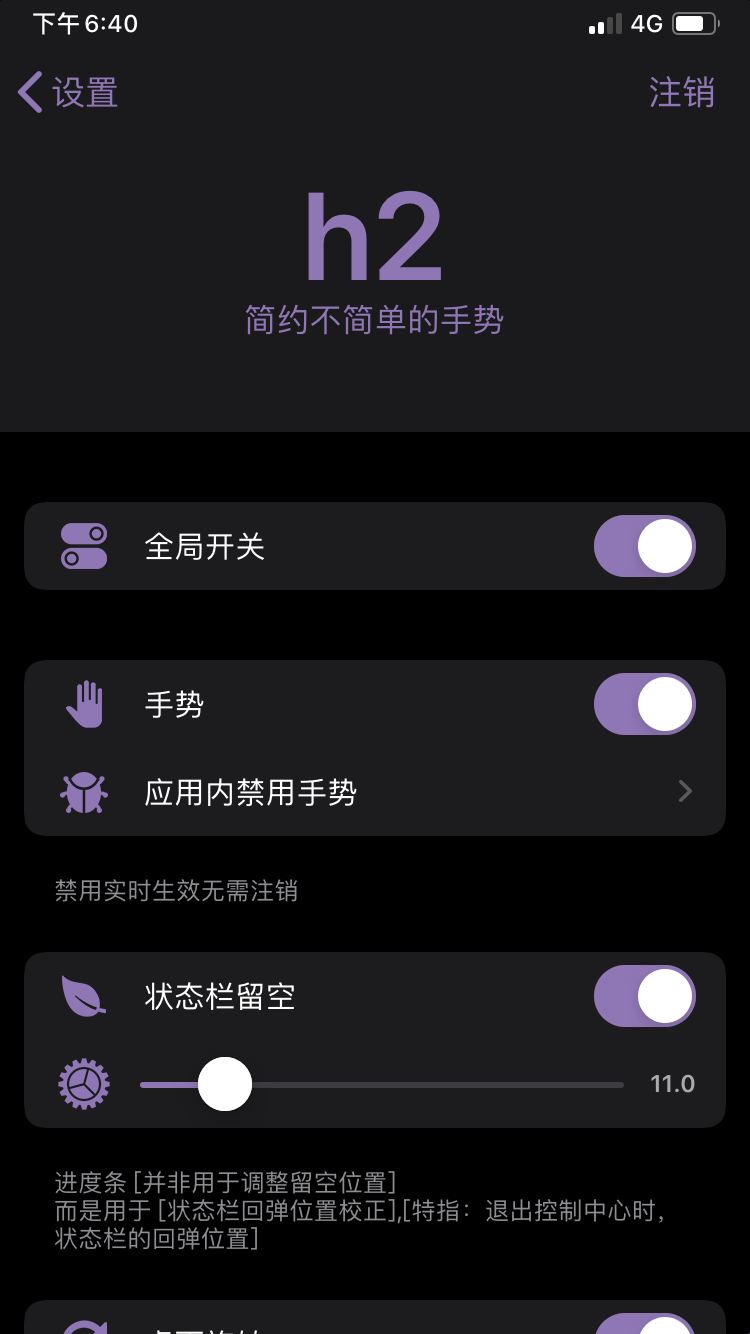 下午6:40
4G
设置
注销
h2
简约不简单的手势
全局开关
手势
应用内禁用手势
禁用实时生效无需注销
状态栏留空
11.0
进度条 [并非用于调整留空位置]
而是用于 [状态栏回弹位置校正],[特指：退出控制中心时，
状态栏的回弹位置]